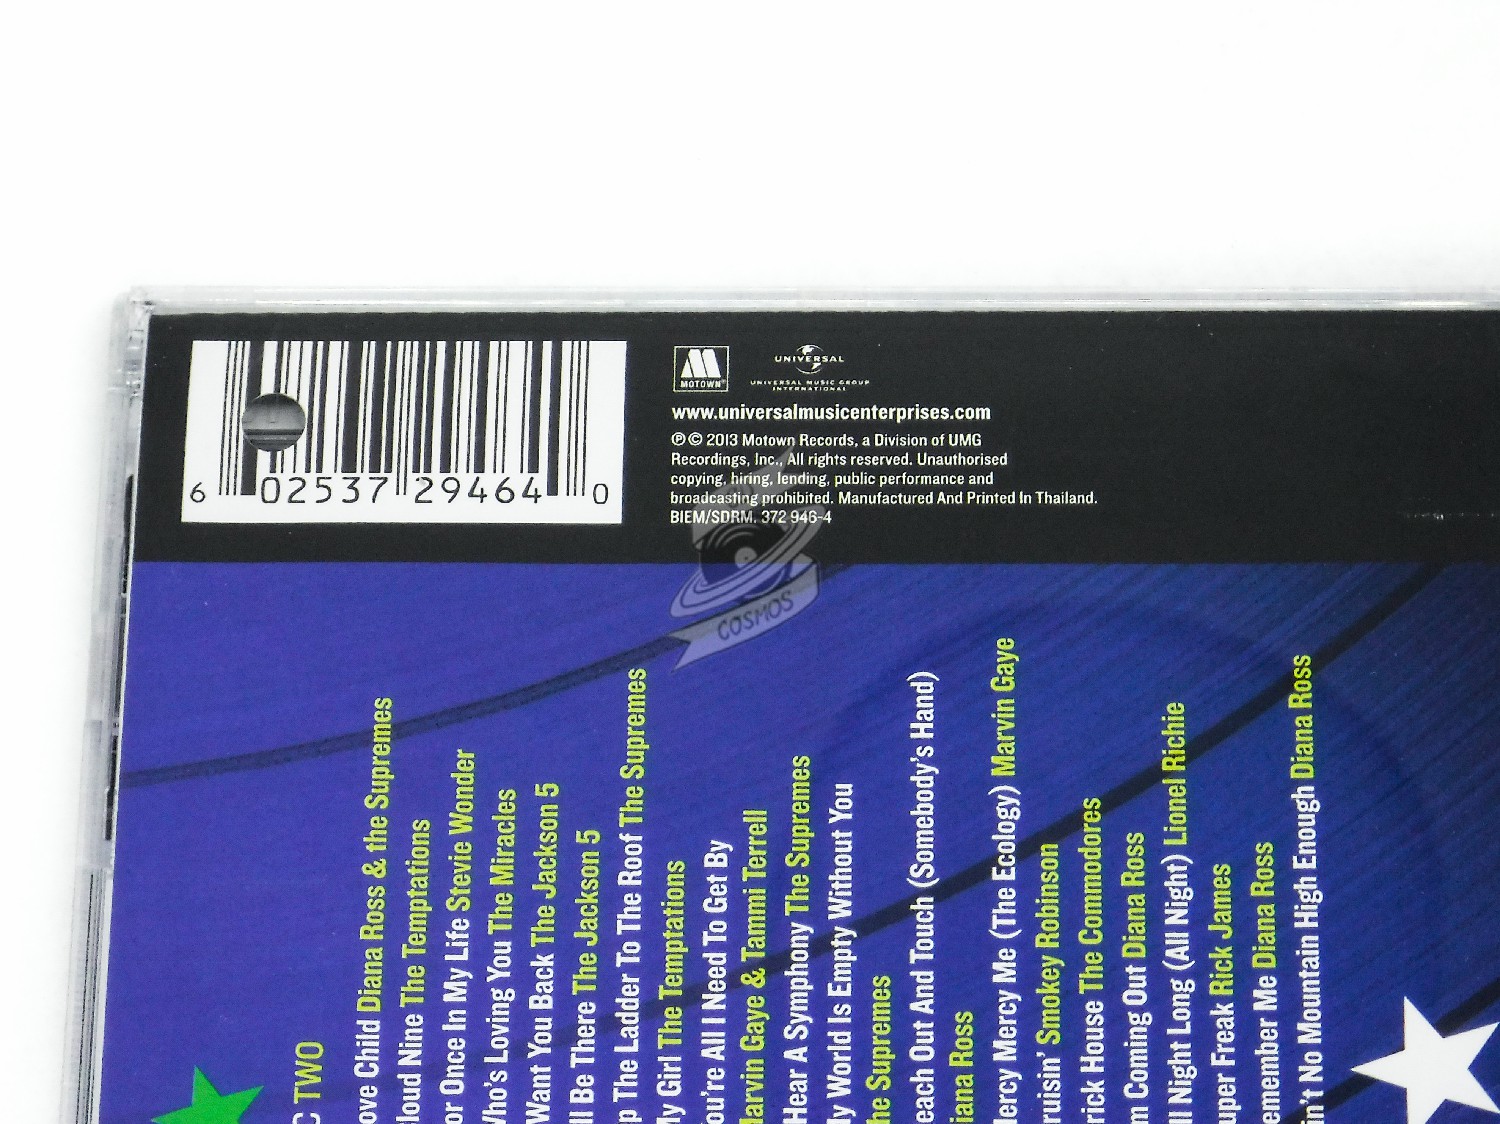 6 02537 29464 0
MOTOWN®
UNIVERSAL
UNIVERSAL MUSIC GROUP
INTERNATIONAL
www.universalmusicenterprises.com
℗ © 2013 Motown Records, a Division of UMG
Recordings, Inc., All rights reserved. Unauthorised
copying, hiring, lending, public performance and
broadcasting prohibited. Manufactured And Printed In Thailand.
BIEM/SDRM. 372 946-4
COSMOS
C TWO
ove Child Diana Ross & the Supremes
loud Nine The Temptations
or Once In My Life Stevie Wonder
Who's Loving You The Miracles
Want You Back The Jackson 5
ll Be There The Jackson 5
p The Ladder To The Roof The Supremes
My Girl The Temptations
ou're All I Need To Get By
Marvin Gaye & Tammi Terrell
Hear A Symphony The Supremes
My World Is Empty Without You
he Supremes
each Out And Touch (Somebody's Hand)
iana Ross
Mercy Mercy Me (The Ecology) Marvin Gaye
ruisin' Smokey Robinson
rick House The Commodores
m Coming Out Diana Ross
ll Night Long (All Night) Lionel Richie
uper Freak Rick James
emember Me Diana Ross
in't No Mountain High Enough Diana Ross